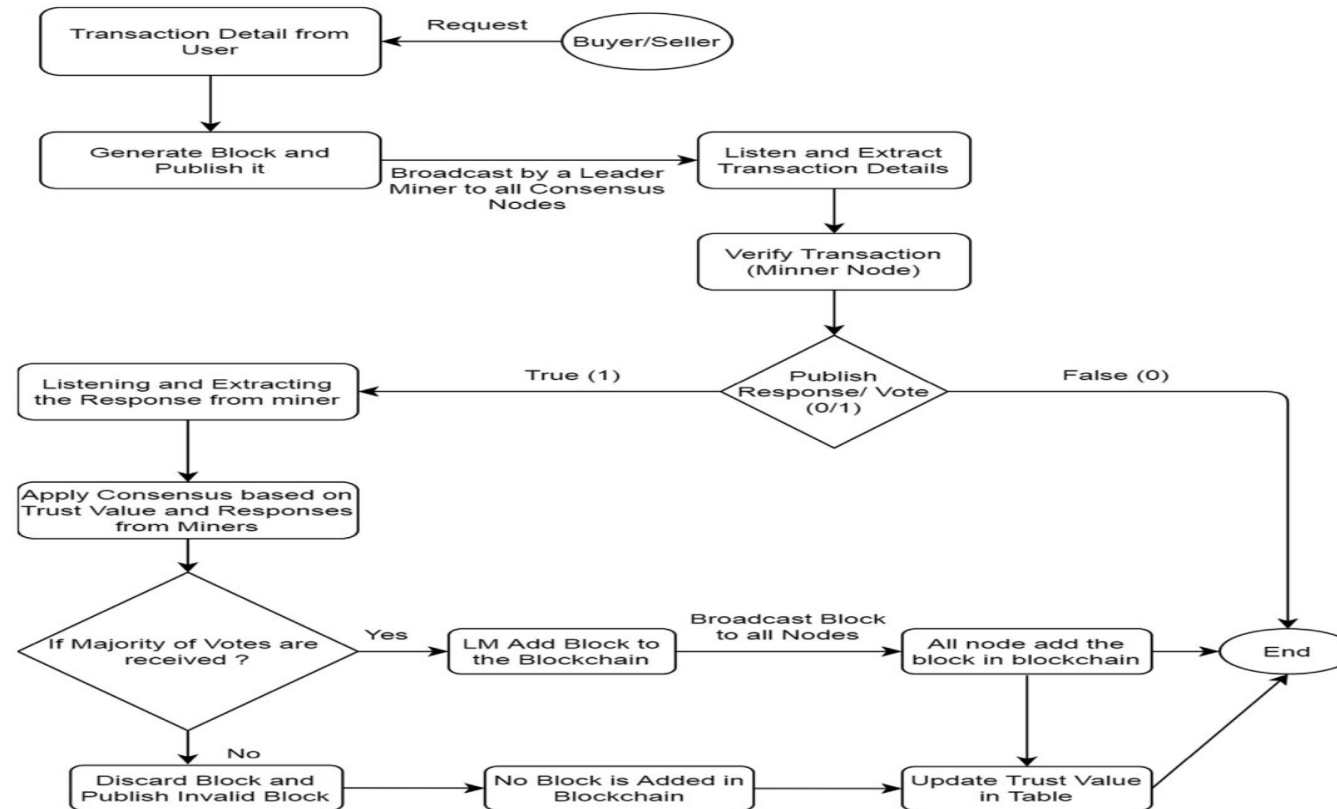 Transaction Detail from
User
Request
Buyer/Seller
Generate Block and
Publish it
Broadcast by a Leader
Miner to all Consensus
Nodes
Listen and Extract
Transaction Details
Verify Transaction
(Minner Node)
Publish
Response/ Vote
(0/1)
True (1)
False (0)
Listening and Extracting
the Response from miner
Apply Consensus based on
Trust Value and Responses
from Miners
If Majority of Votes are
received ?
Yes
LM Add Block to
the Blockchain
Broadcast Block
to all Nodes
All node add the
block in blockchain
End
No
Discard Block and
Publish Invalid Block
No Block is Added in
Blockchain
Update Trust Value
in Table